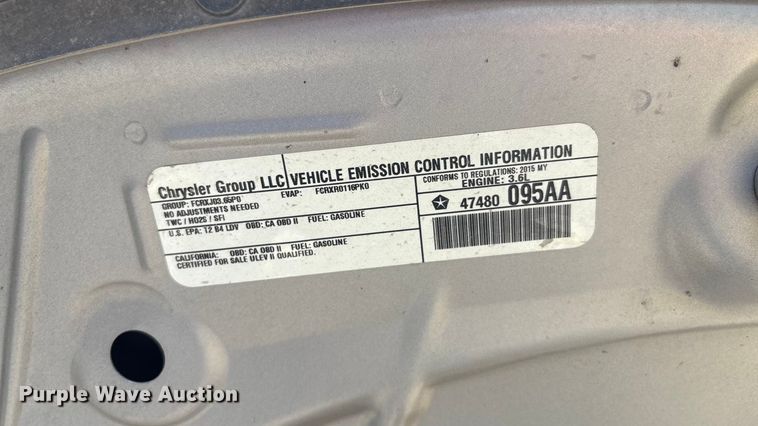 Chrysler Group LLC
VEHICLE EMISSION CONTROL INFORMATION
GROUP: FCRXJ03.65P0
EVAP: FCRXR0116PK0
NO ADJUSTMENTS NEEDED
TWC / HO2S / SFI
U.S. EPA: T2 B4 LDV OBD: CA OBD II FUEL: GASOLINE
CALIFORNIA: OBD: CA OBD II FUEL: GASOLINE
CERTIFIED FOR SALE ULEV II QUALIFIED.
CONFORMS TO REGULATIONS: 2015 MY
ENGINE: 3.6L
47480 095AA
Purple Wave Auction